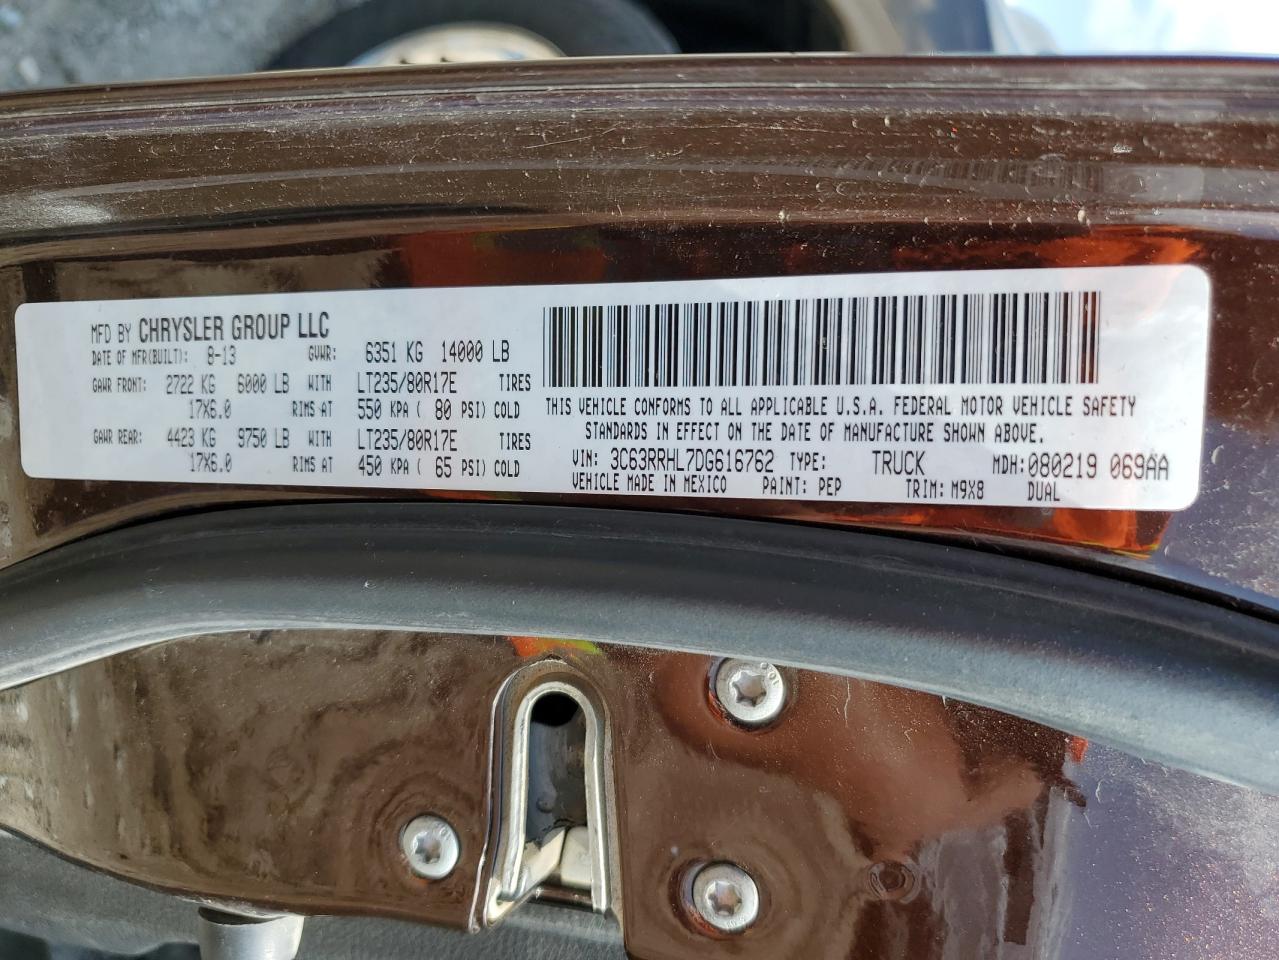 MFD BY CHRYSLER GROUP LLC
DATE OF MFR(BUILT): 8-13 GVWR: 6351 KG 14000 LB
GAWR FRONT: 2722 KG 6000 LB WITH LT235/80R17E TIRES
17X6.0 RIMS AT 550 KPA ( 80 PSI) COLD
GAWR REAR: 4423 KG 9750 LB WITH LT235/80R17E TIRES
17X6.0 RIMS AT 450 KPA ( 65 PSI) COLD
THIS VEHICLE CONFORMS TO ALL APPLICABLE U.S.A. FEDERAL MOTOR VEHICLE SAFETY
STANDARDS IN EFFECT ON THE DATE OF MANUFACTURE SHOWN ABOVE.
VIN: 3C63RRHL7DG616762 TYPE: TRUCK MDH:080219 069AA
VEHICLE MADE IN MEXICO PAINT: PEP TRIM: M9X8 DUAL